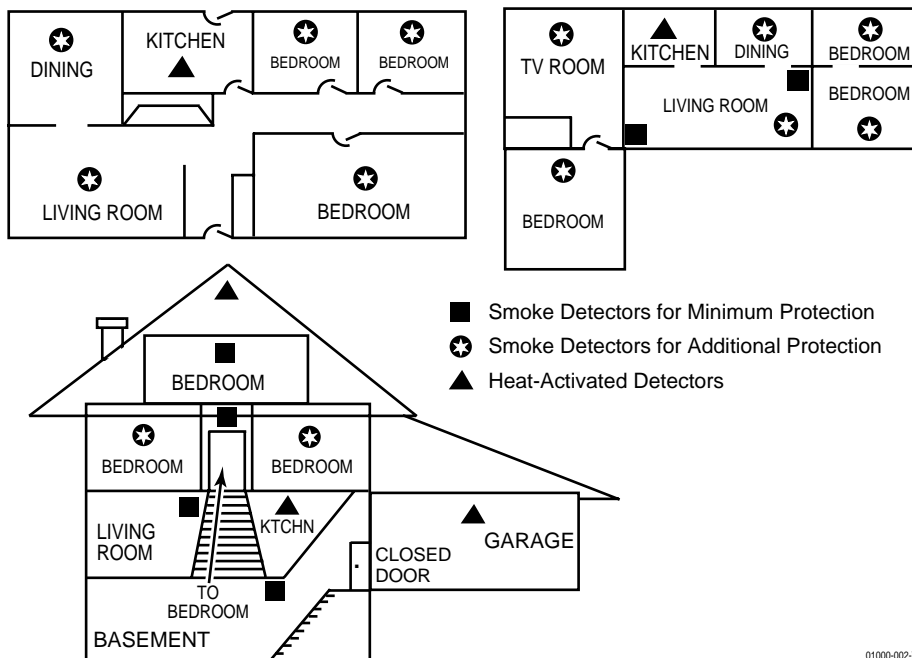 DINING
KITCHEN
BEDROOM
BEDROOM
LIVING ROOM
BEDROOM
TV ROOM
KITCHEN
DINING
BEDROOM
LIVING ROOM
BEDROOM
BEDROOM
Smoke Detectors for Minimum Protection
Smoke Detectors for Additional Protection
Heat-Activated Detectors
BEDROOM
BEDROOM
BEDROOM
LIVING
ROOM
KTCHN
TO
BEDROOM
BASEMENT
CLOSED
DOOR
GARAGE
01000-002-